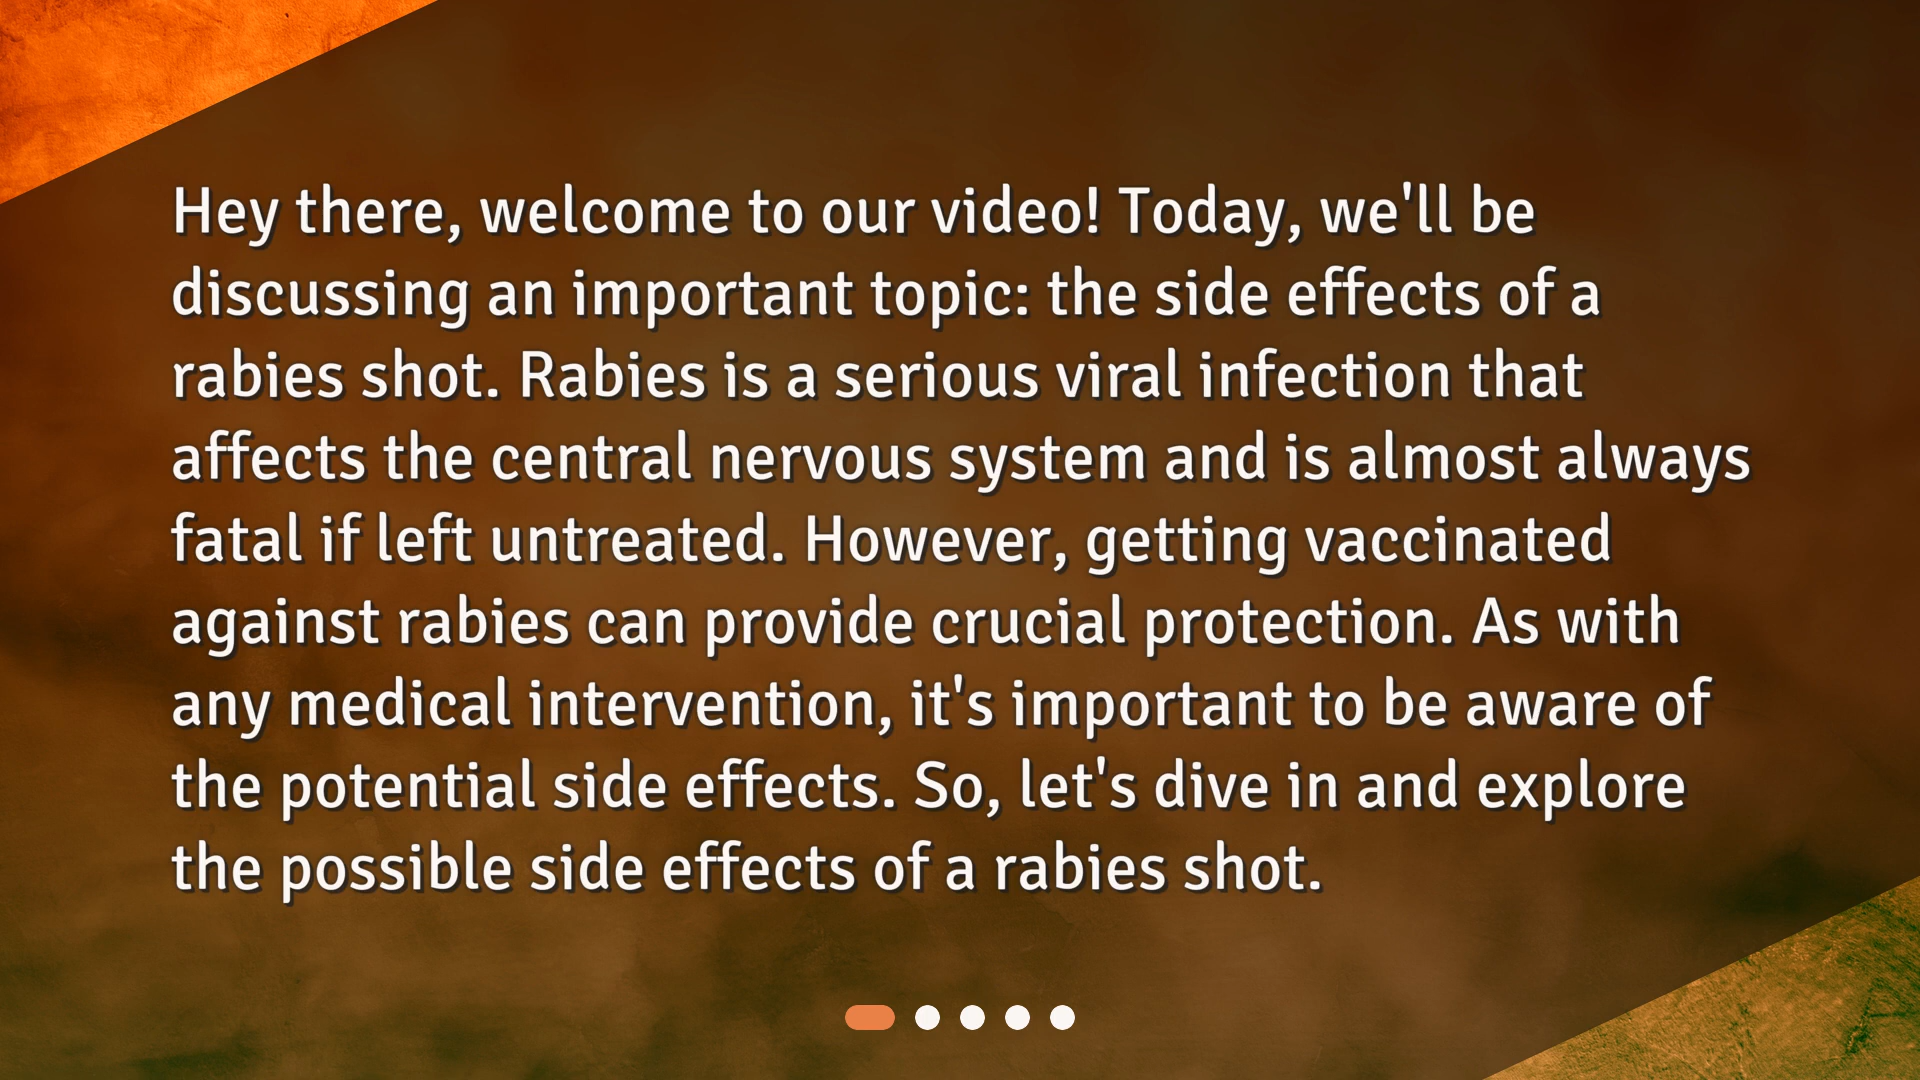 Hey there, welcome to our video! Today, we'll be
discussing an important topic: the side effects of a
rabies shot. Rabies is a serious viral infection that
affects the central nervous system and is almost always
fatal if left untreated. However, getting vaccinated
against rabies can provide crucial protection. As with
any medical intervention, it's important to be aware of
the potential side effects. So, let's dive in and explore
the possible side effects of a rabies shot.